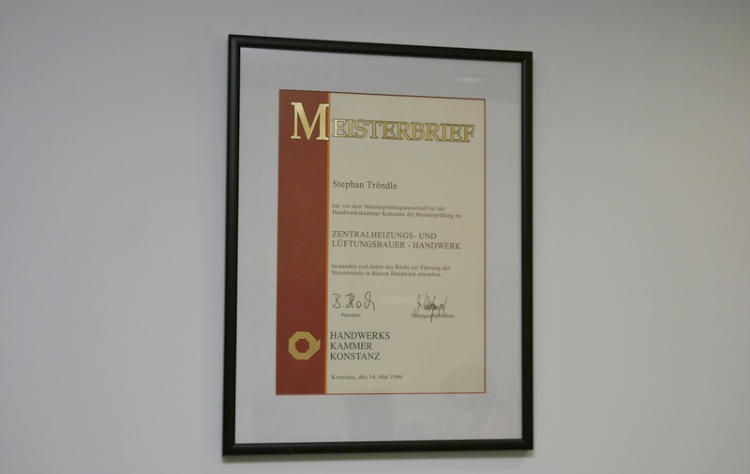 MEISTERBRIEF
Stephan Tröndle
hat vor dem Meisterprüfungsausschuß bei der
Handwerkskammer Konstanz die Meisterprüfung im
ZENTRALHEIZUNGS- UND
LÜFTUNGSBAUER - HANDWERK
bestanden und damit das Recht zur Führung des
Meistertitels in diesem Handwerk erworben.
Präsident
HANDWERKS
KAMMER
KONSTANZ
Konstanz, den 14. Mai 1996